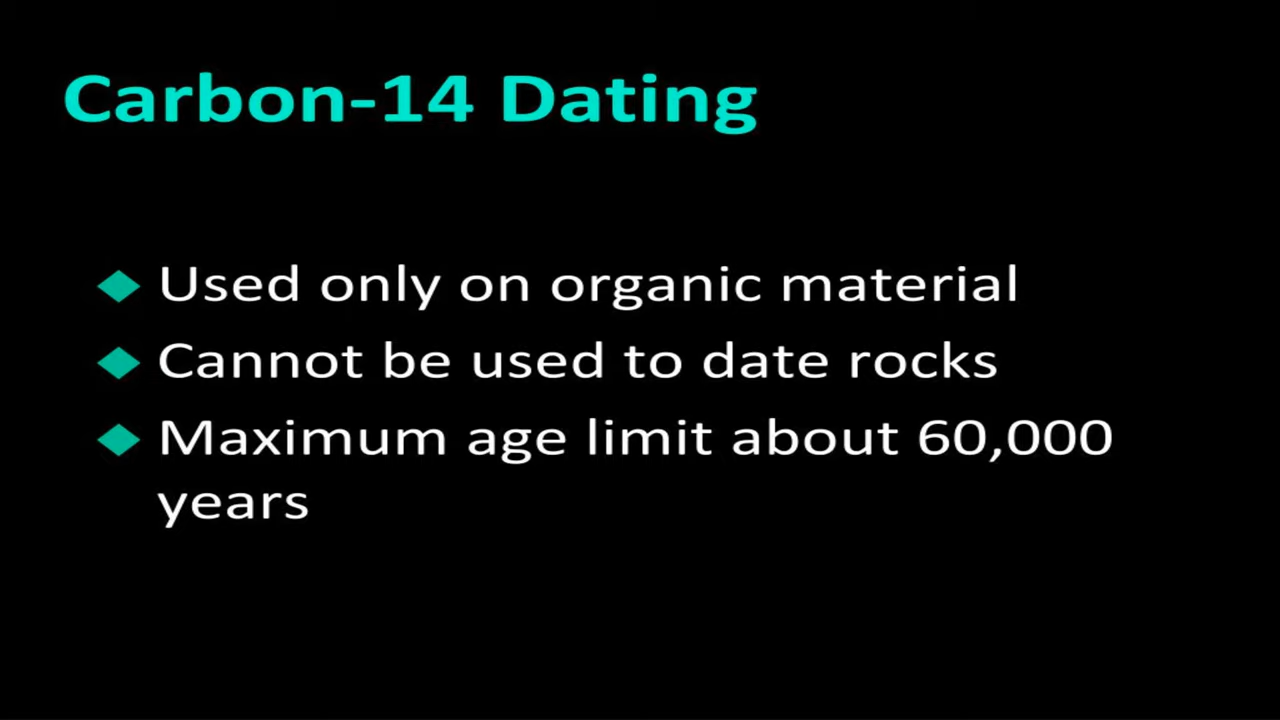 Carbon-14 Dating
Used only on organic material
Cannot be used to date rocks
Maximum age limit about 60,000
years